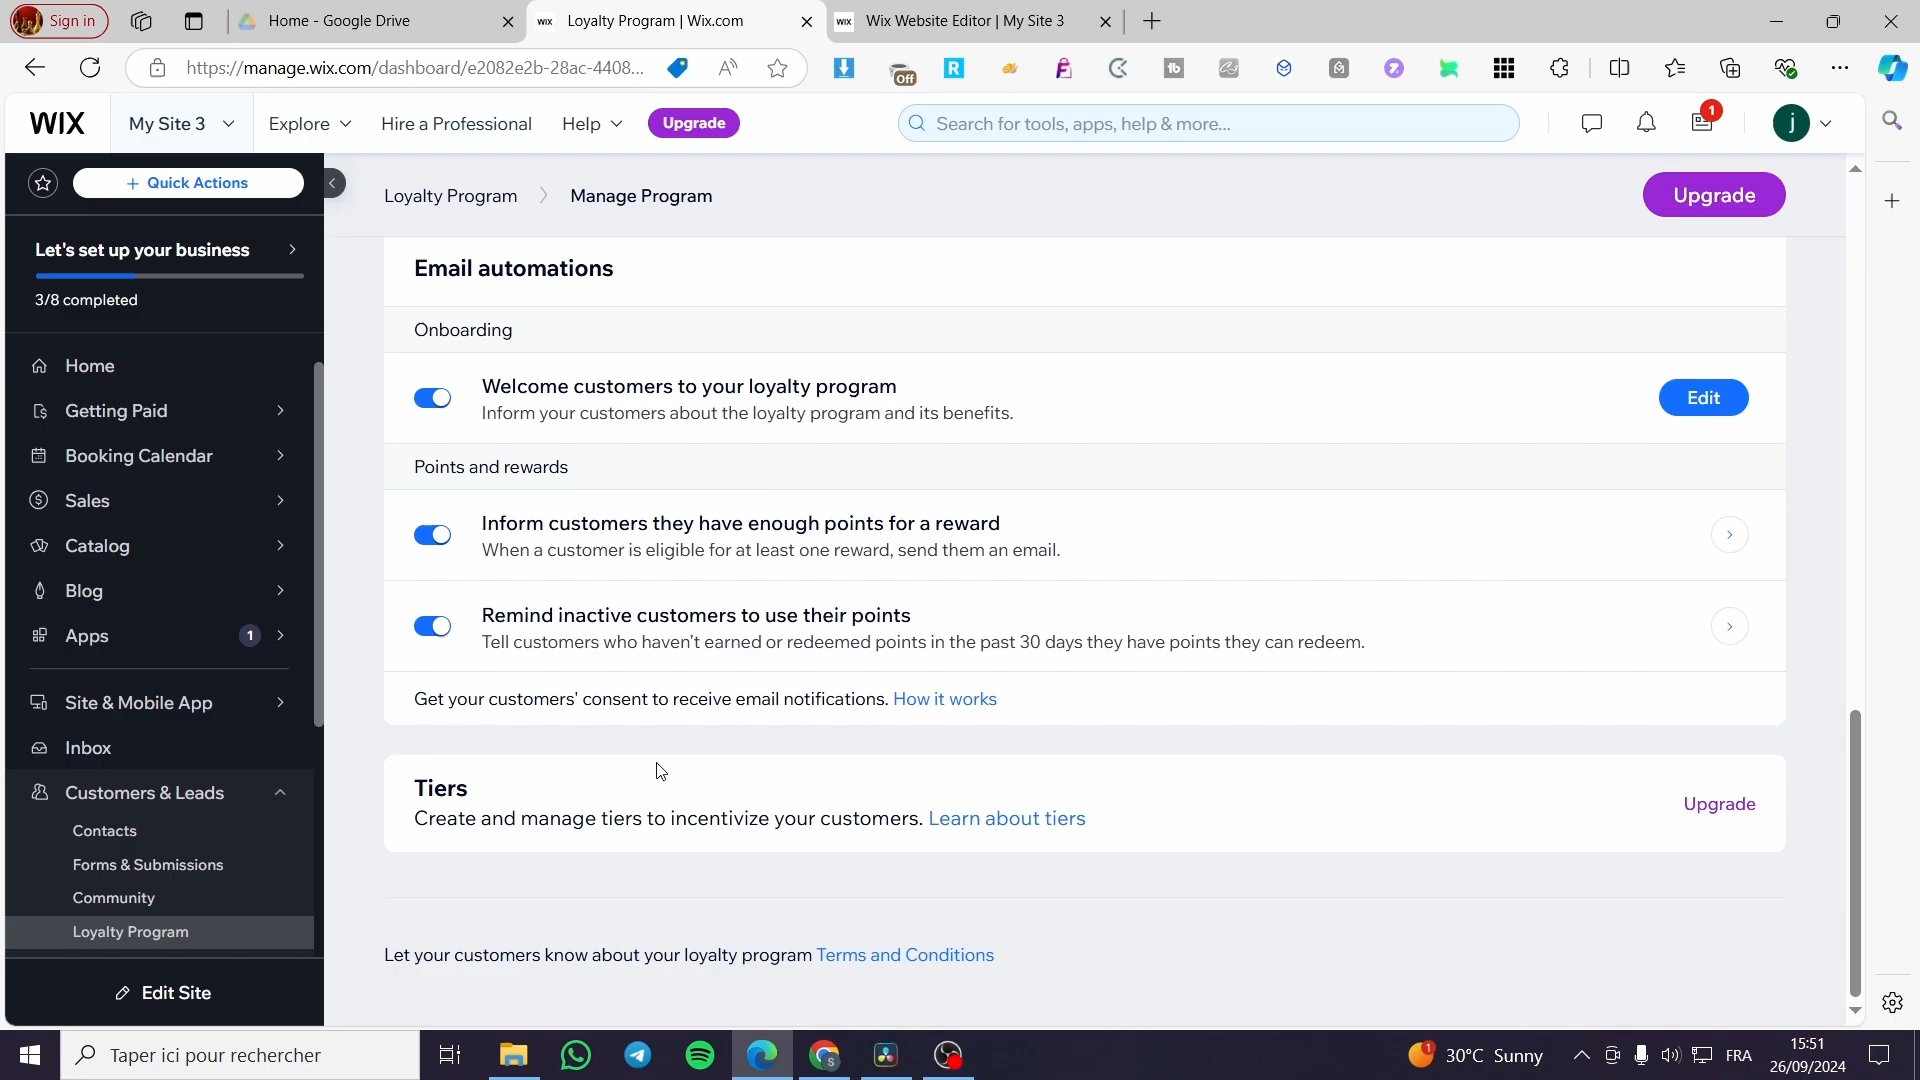 Sign in
Home - Google Drive
WIX Loyalty Program | Wix.com
WIX Wix Website Editor | My Site 3
https://manage.wix.com/dashboard/e2082e2b-28ac-4408...
Off
WIX
My Site 3
Explore
Hire a Professional
Help
Upgrade
Search for tools, apps, help & more...
1
j
+ Quick Actions
Let's set up your business
3/8 completed
Home
Getting Paid
Booking Calendar
Sales
Catalog
Blog
Apps 1
Site & Mobile App
Inbox
Customers & Leads
Contacts
Forms & Submissions
Community
Loyalty Program
Edit Site
Loyalty Program
Manage Program
Upgrade
Email automations
Onboarding
Welcome customers to your loyalty program
Inform your customers about the loyalty program and its benefits.
Edit
Points and rewards
Inform customers they have enough points for a reward
When a customer is eligible for at least one reward, send them an email.
Remind inactive customers to use their points
Tell customers who haven't earned or redeemed points in the past 30 days they have points they can redeem.
Get your customers' consent to receive email notifications. How it works
Tiers
Create and manage tiers to incentivize your customers. Learn about tiers
Upgrade
Let your customers know about your loyalty program Terms and Conditions
Taper ici pour rechercher
1
30°C Sunny
FRA
15:51
26/09/2024